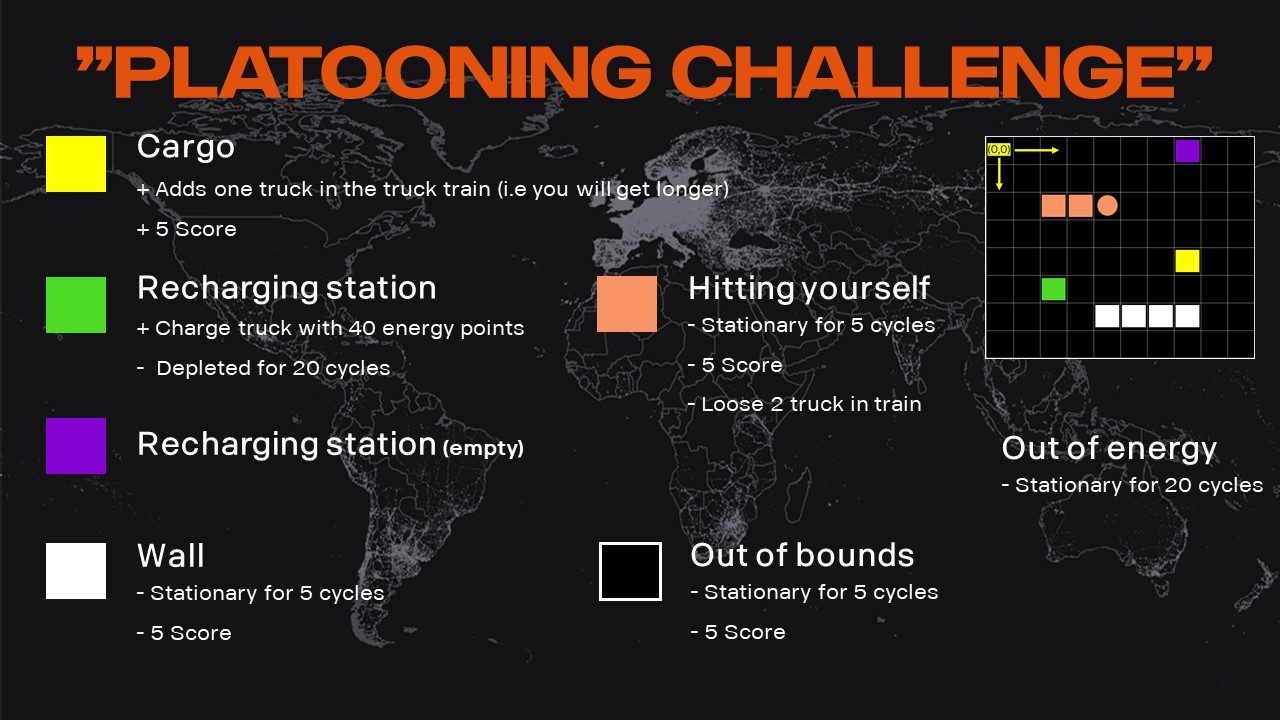 ”PLATOONING CHALLENGE”
Cargo
+ Adds one truck in the truck train (i.e you will get longer)
+ 5 Score
Recharging station
+ Charge truck with 40 energy points
- Depleted for 20 cycles
Recharging station (empty)
Wall
- Stationary for 5 cycles
- 5 Score
Hitting yourself
- Stationary for 5 cycles
- 5 Score
- Loose 2 truck in train
Out of bounds
- Stationary for 5 cycles
- 5 Score
(0,0)
Out of energy
- Stationary for 20 cycles